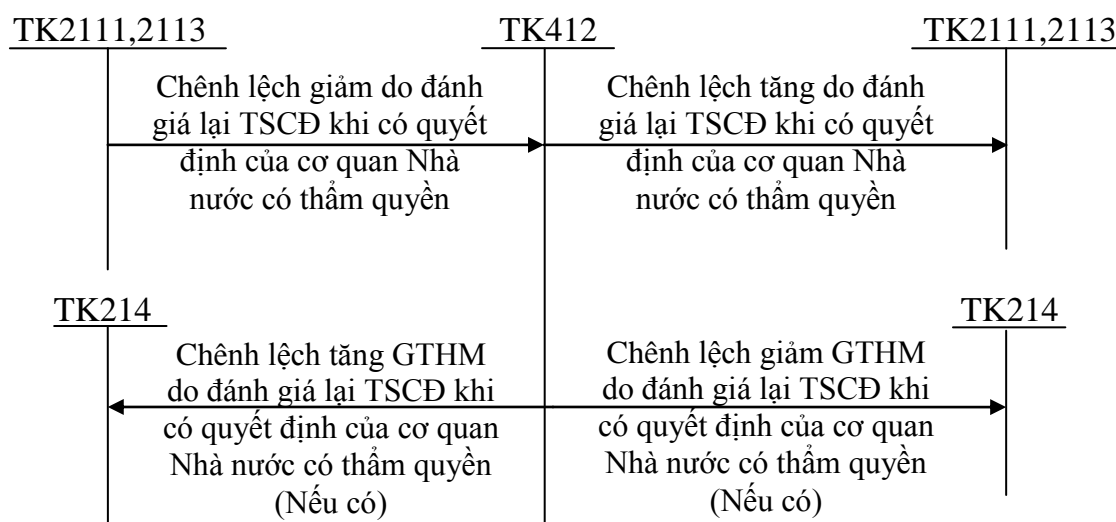 TK2111,2113
TK412
TK2111,2113
Chênh lệch giảm do đánh
giá lại TSCĐ khi có quyết
định của cơ quan Nhà
nước có thẩm quyền
Chênh lệch tăng do đánh
giá lại TSCĐ khi có quyết
định của cơ quan Nhà
nước có thẩm quyền
TK214
TK214
Chênh lệch tăng GTHM
do đánh giá lại TSCĐ khi
có quyết định của cơ quan
Nhà nước có thẩm quyền
(Nếu có)
Chênh lệch giảm GTHM
do đánh giá lại TSCĐ khi
có quyết định của cơ quan
Nhà nước có thẩm quyền
(Nếu có)